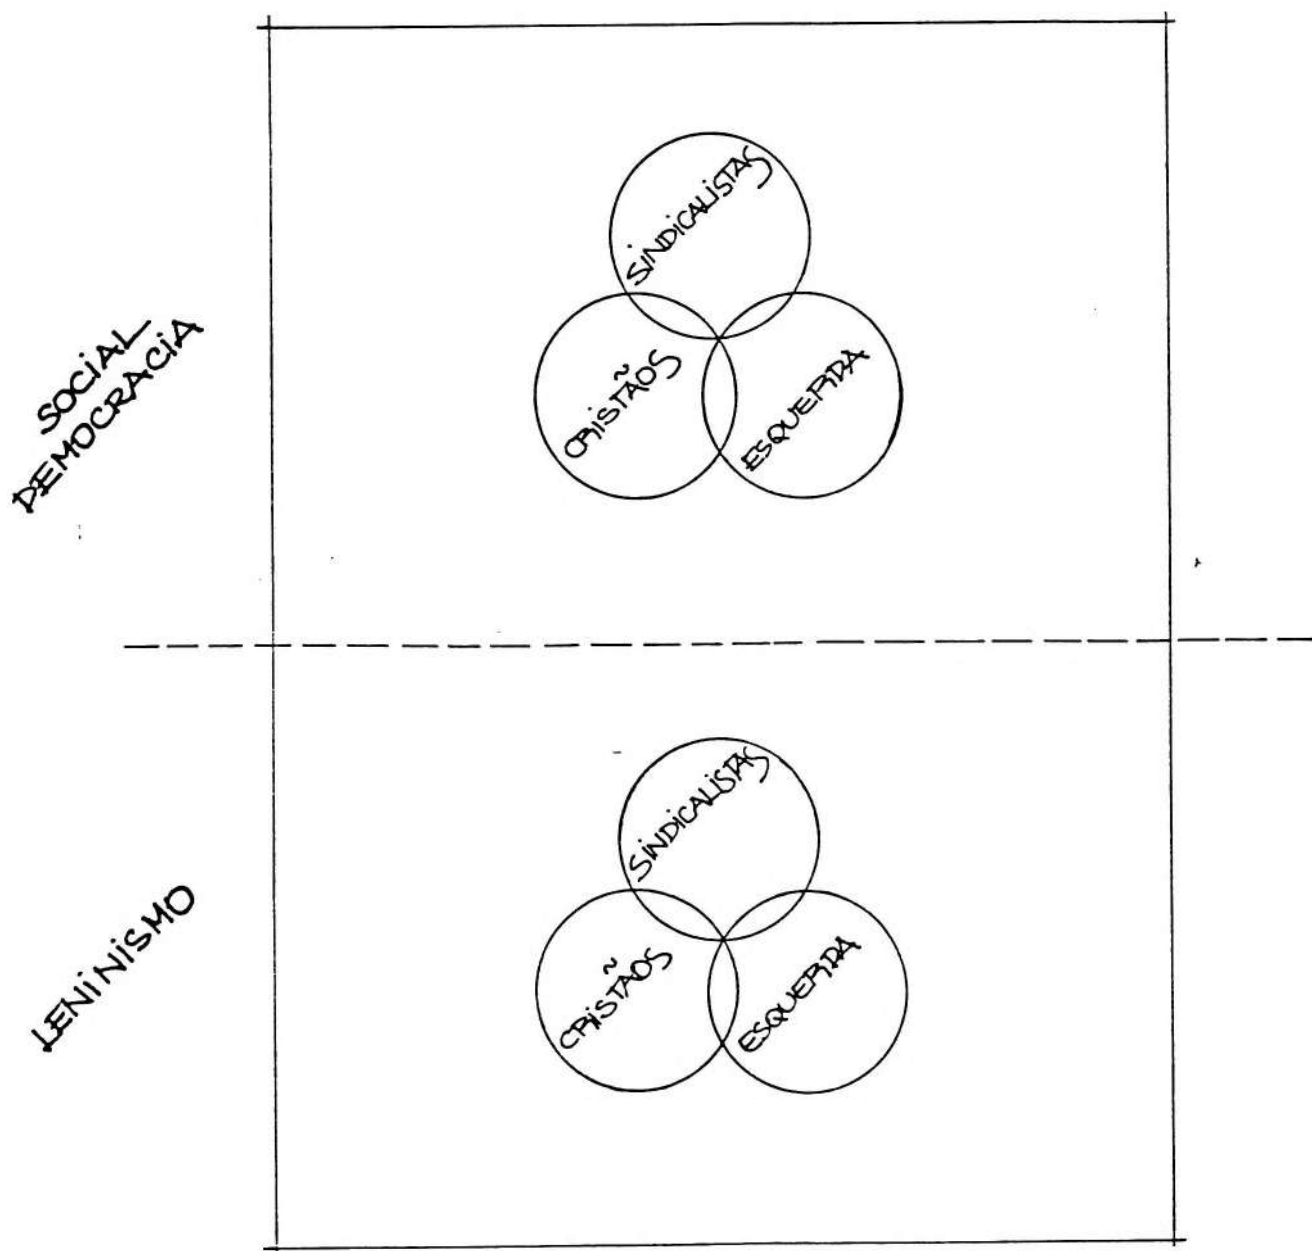 SINDICALISTAS
CRISTÃOS
ESQUERDA
SOCIAL
DEMOCRACIA
SINDICALISTAS
CRISTÃOS
ESQUERDA
LENINISMO